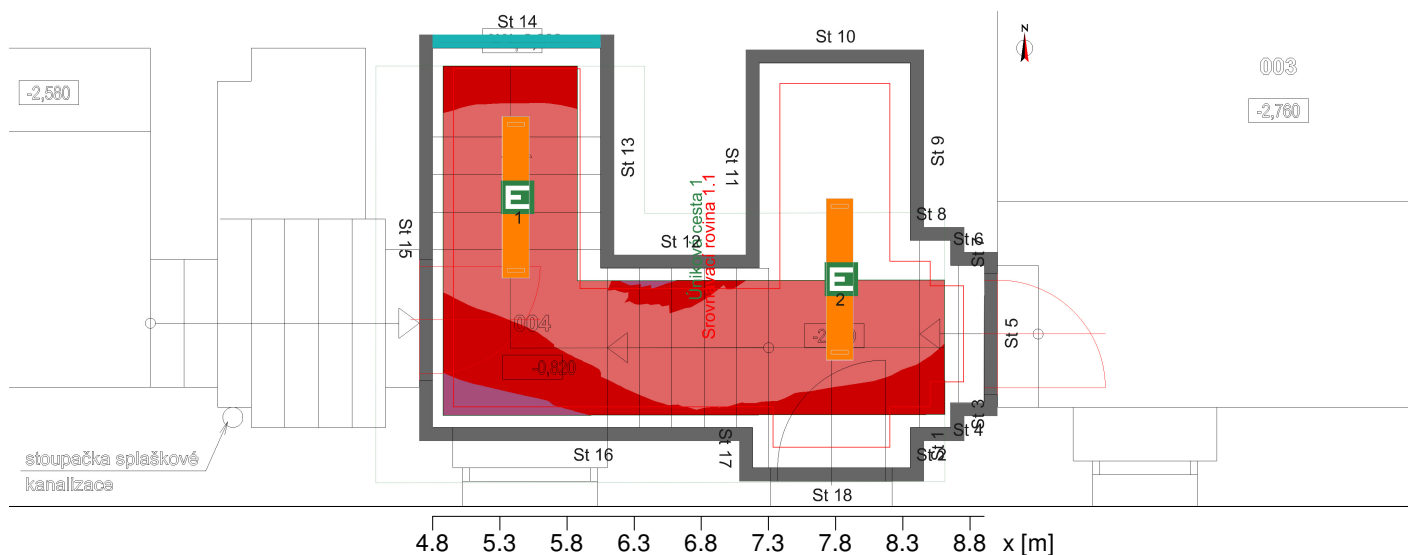 St 14
St 10
N
003
-2,580
-2,760
St 13
St 11
St 9
E
1
Únikové cesta 1
Srovnávací rovina 1.1
St 15
St 12
St 8
St 6
St 7
E
2
004
-0,820
St 5
St 3
St 4
St 1
St 2
St 16
St 17
St 18
stoupačka splaškové
kanalizace
4.8 5.3 5.8 6.3 6.8 7.3 7.8 8.3 8.8 x [m]